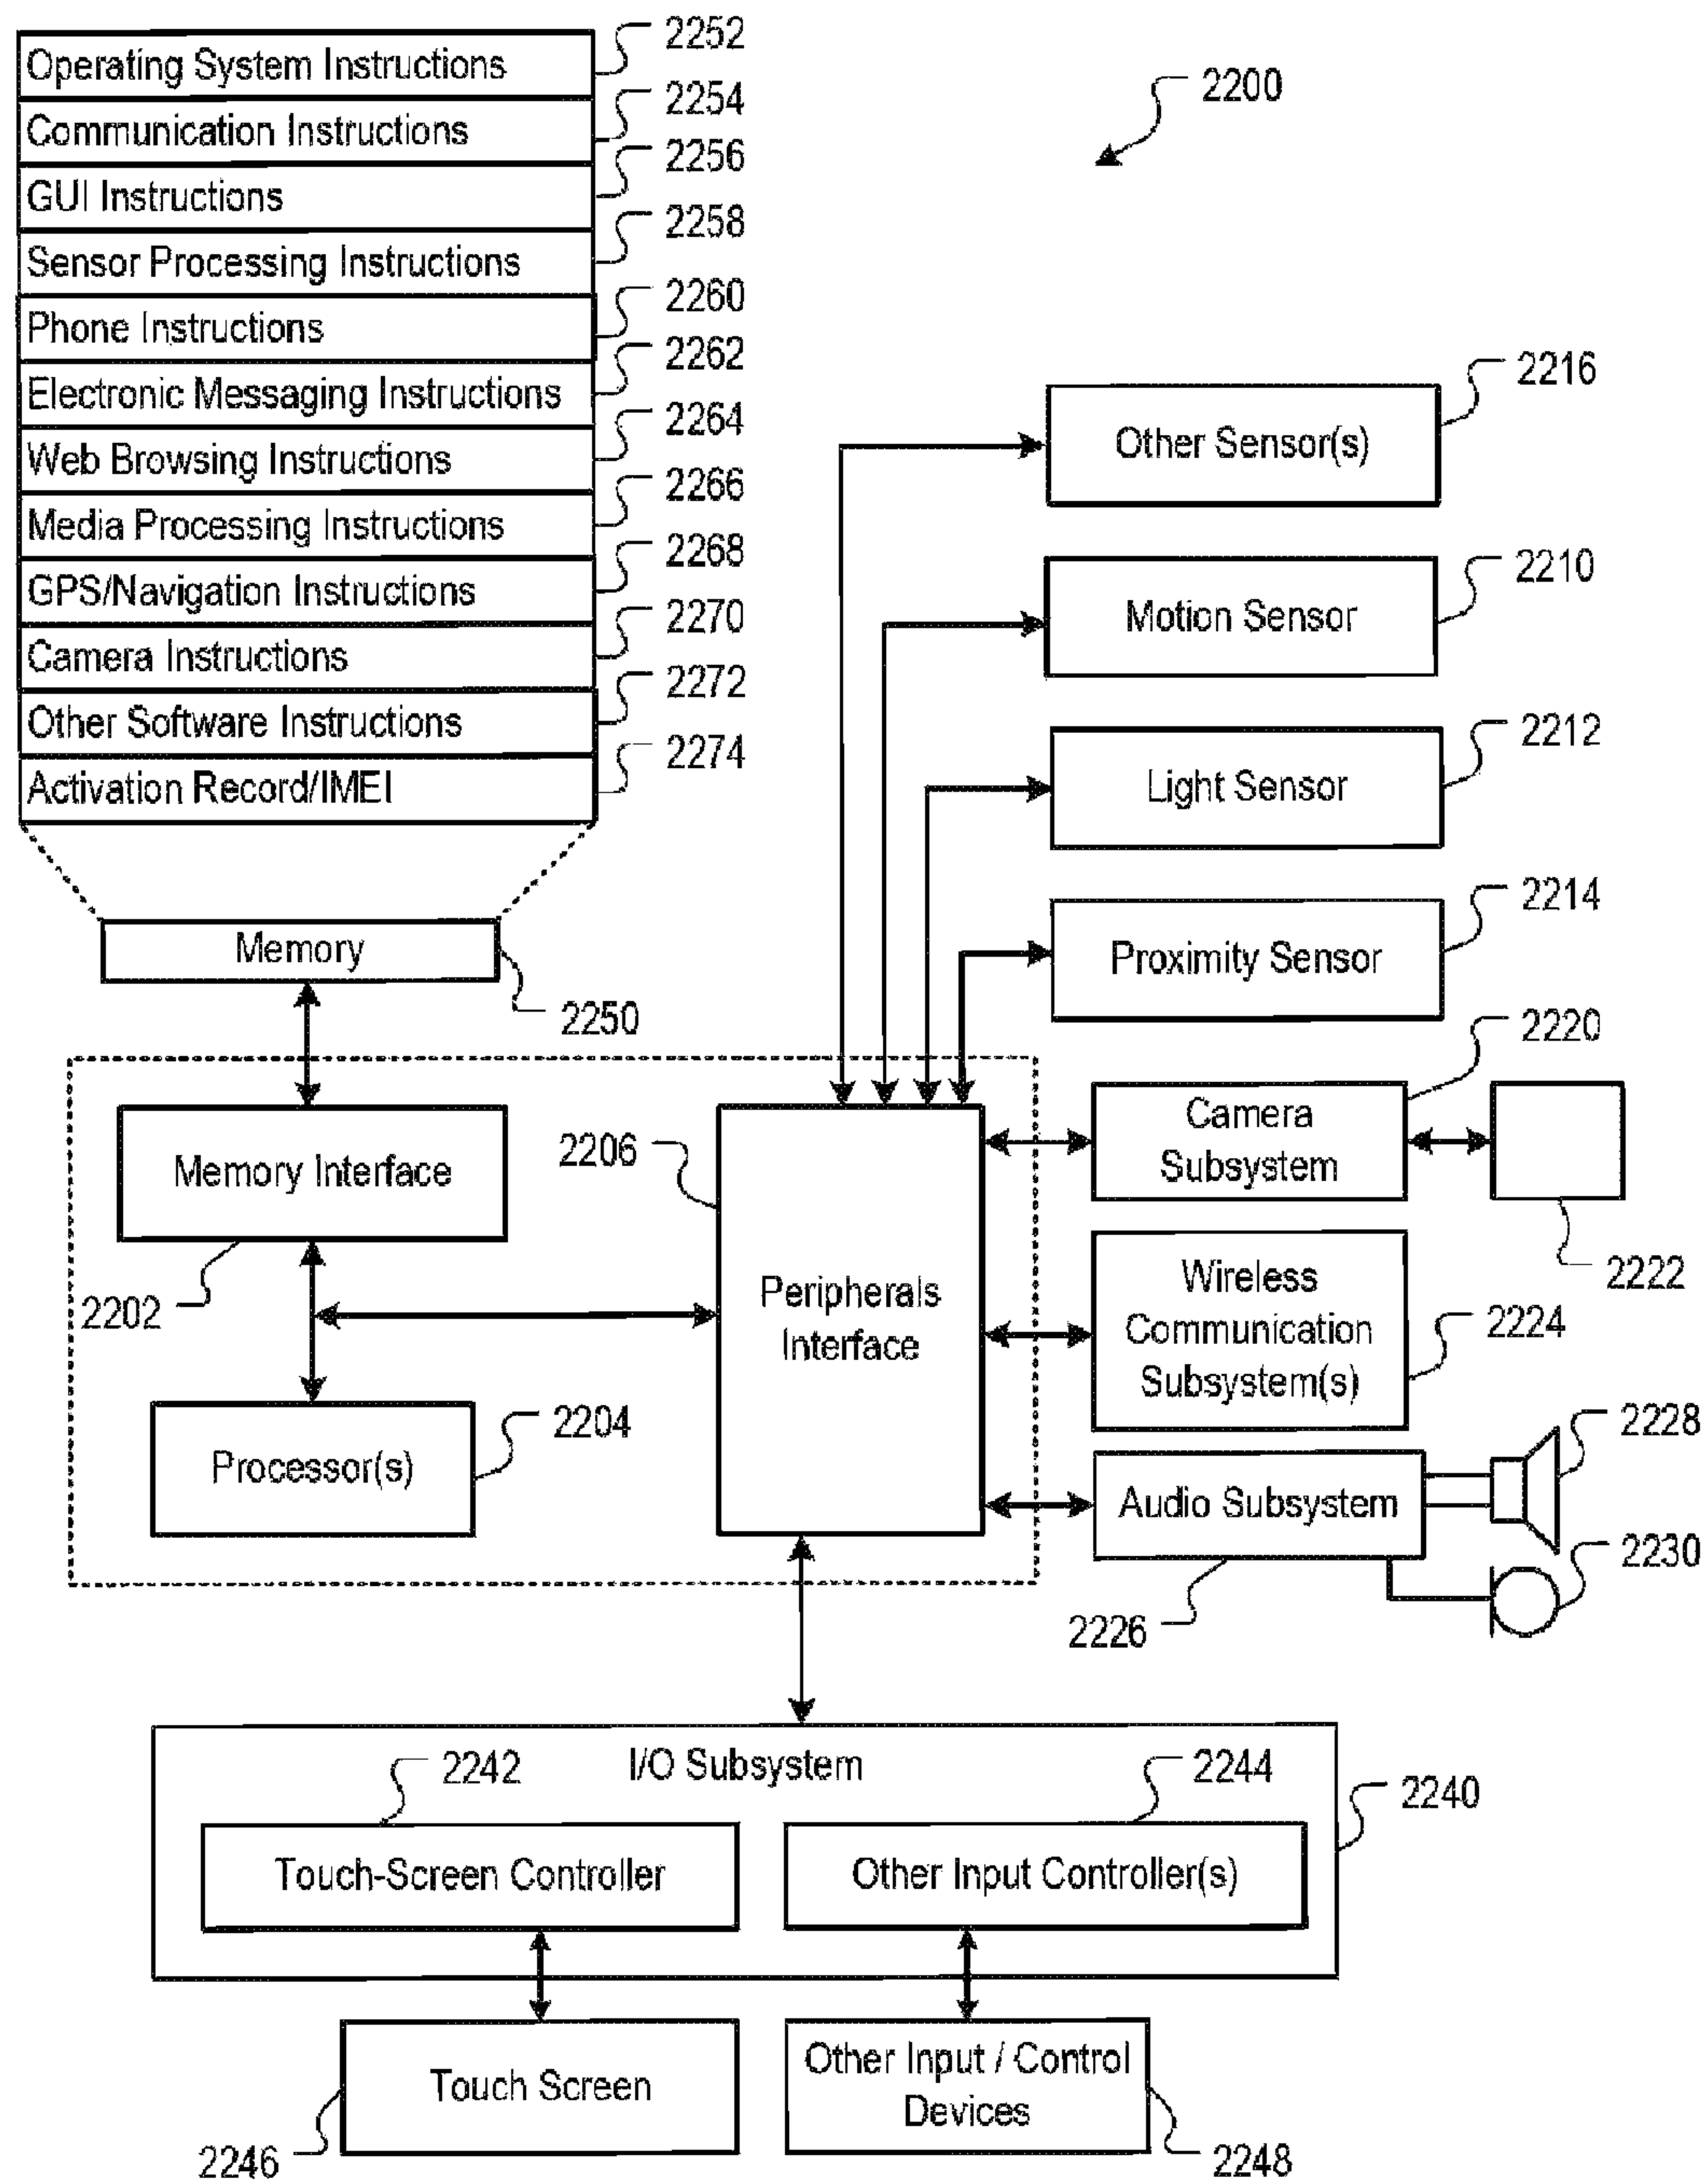 2252
Operating System Instructions
2254
Communication Instructions
2256
GUI Instructions
2258
Sensor Processing Instructions
2260
Phone Instructions
2262
Electronic Messaging Instructions
2264
Web Browsing Instructions
2266
Media Processing Instructions
2268
GPS/Navigation Instructions
2270
Camera Instructions
2272
Other Software Instructions
2274
Activation Record/IMEI
Memory
2250
2200
2216
Other Sensor(s)
2210
Motion Sensor
2212
Light Sensor
2214
Proximity Sensor
2220
Camera
Subsystem
2222
Memory Interface
2202
2206
Peripherals
Interface
Wireless
Communication
Subsystem(s)
2224
Processor(s)
2204
2228
Audio Subsystem
2230
2226
I/O Subsystem
2242
2244
2240
Touch-Screen Controller
Other Input Controller(s)
Touch Screen
2246
Other Input / Control
Devices
2248